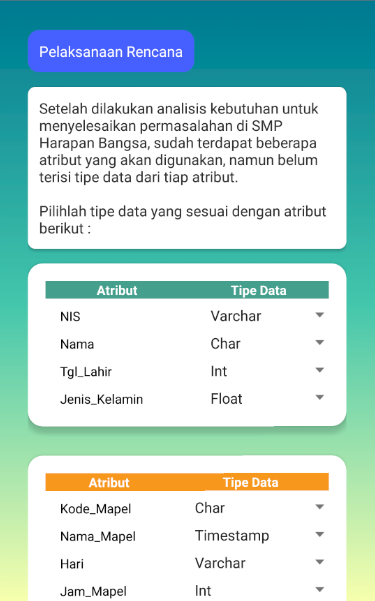 Pelaksanaan Rencana
Setelah dilakukan analisis kebutuhan untuk
menyelesaikan permasalahan di SMP
Harapan Bangsa, sudah terdapat beberapa
atribut yang akan digunakan, namun belum
terisi tipe data dari tiap atribut.
Pilihlah tipe data yang sesuai dengan atribut
berikut :
Atribut Tipe Data
NIS Varchar
Nama Char
Tgl_Lahir Int
Jenis_Kelamin Float
Atribut Tipe Data
Kode_Mapel Char
Nama_Mapel Timestamp
Hari Varchar
Jam_Mapel Int